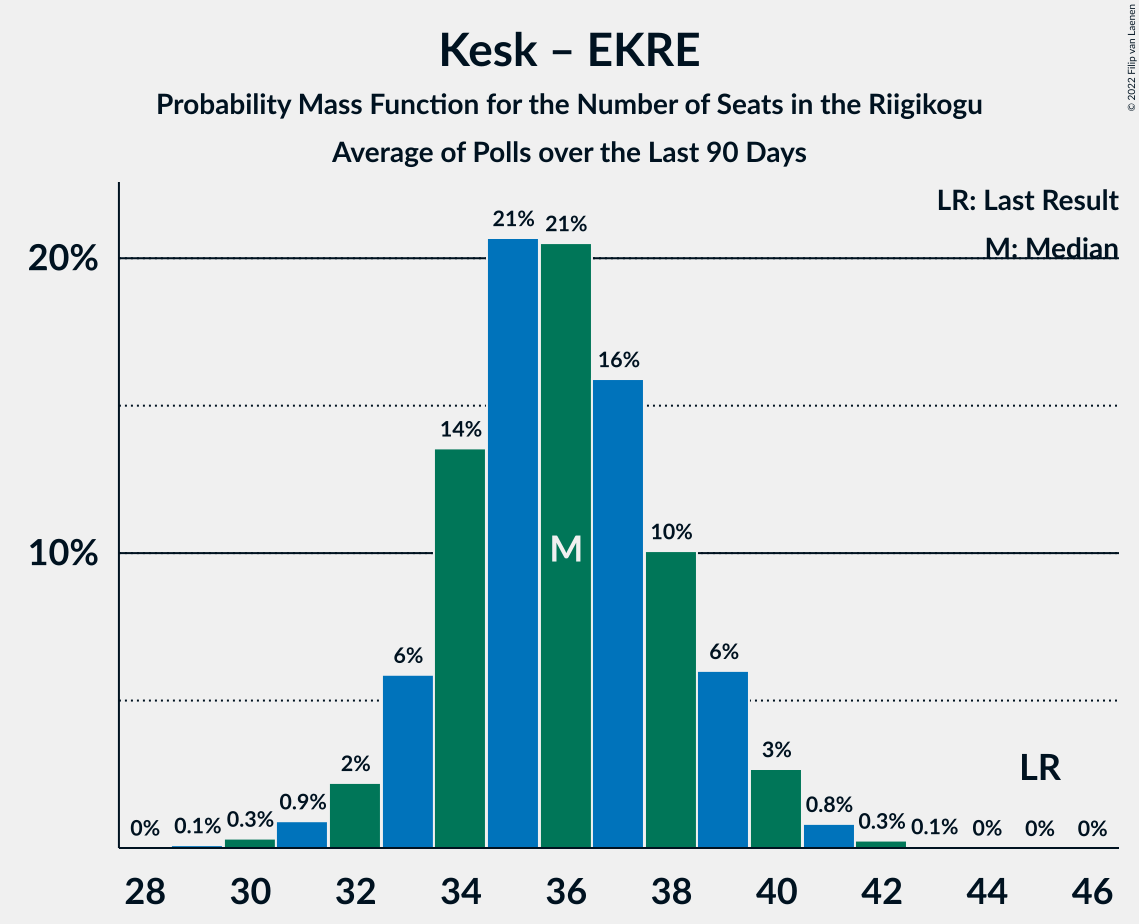 Kesk – EKRE
Probability Mass Function for the Number of Seats in the Riigikogu
Average of Polls over the Last 90 Days
© 2022 Filip van Laenen
LR: Last Result
M: Median
20%
10%
0%
0.1%
0.3%
0.9%
2%
6%
14%
21%
21%
16%
10%
6%
3%
0.8%
0.3%
0.1%
0%
0%
0%
M
LR
28 30 32 34 36 38 40 42 44 46